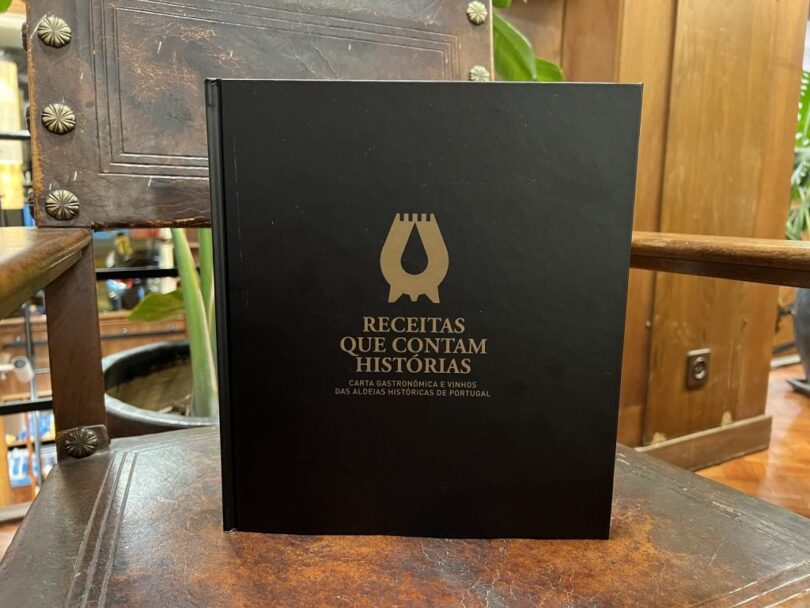 RECEITAS
QUE CONTAM
HISTÓRIAS
CARTA GASTRONÓMICA E VINHOS
DAS ALDEIAS HISTÓRICAS DE PORTUGAL